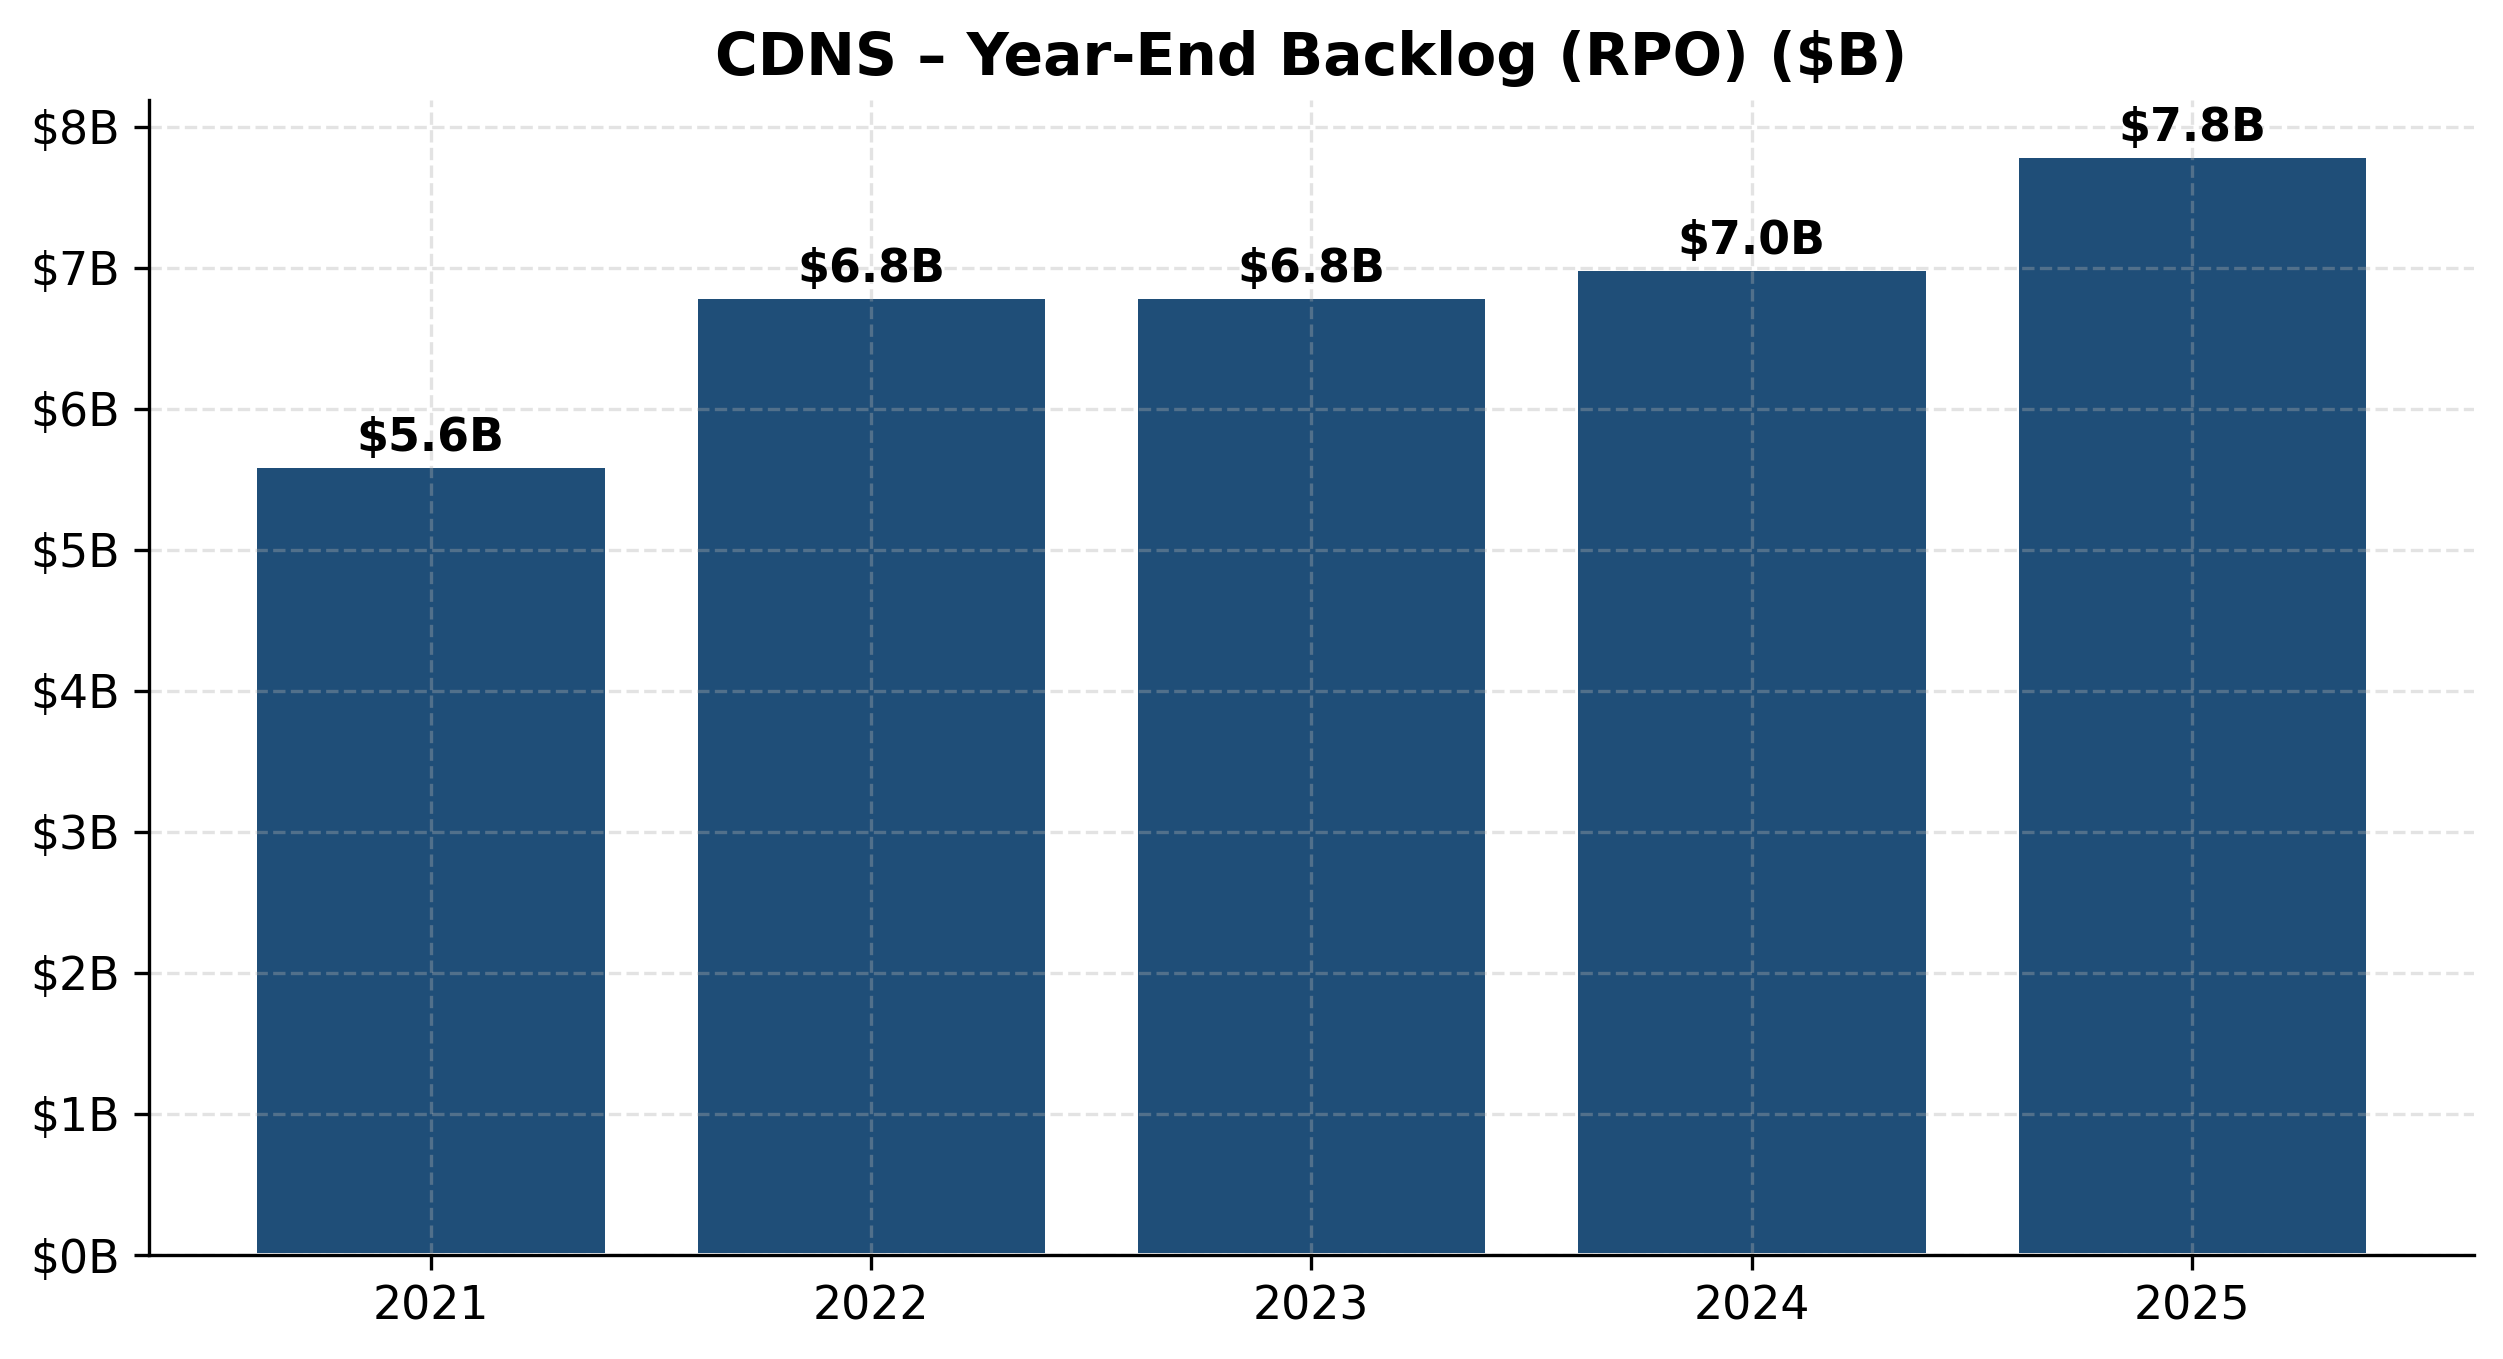 CDNS – Year-End Backlog (RPO) ($B)
$8B
$7B
$6B
$5B
$4B
$3B
$2B
$1B
$0B
$5.6B
$6.8B
$6.8B
$7.0B
$7.8B
2021
2022
2023
2024
2025